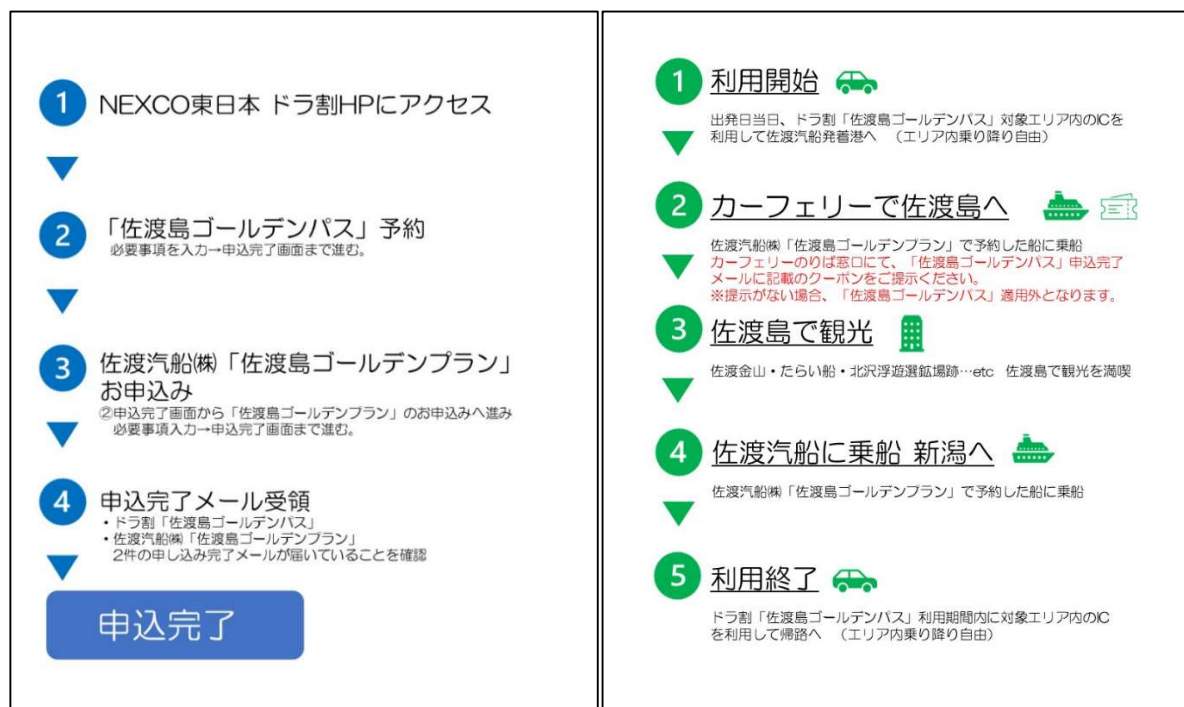 1 NEXCO東日本 ドラ割HPにアクセス
2 「佐渡島ゴールデンパス」予約
必要事項を入力→申込完了画面まで進む。
3 佐渡汽船㈱「佐渡島ゴールデンプラン」
お申込み
②申込完了画面から「佐渡島ゴールデンプラン」のお申込みへ進み
必要事項入力→申込完了画面まで進む。
4 申込完了メール受領
・ドラ割「佐渡島ゴールデンパス」
・佐渡汽船㈱「佐渡島ゴールデンプラン」
2件の申し込み完了メールが届いていることを確認
申込完了
1 利用開始
出発日当日、ドラ割「佐渡島ゴールデンパス」対象エリア内のICを
利用して佐渡汽船発着港へ （エリア内乗り降り自由）
2 カーフェリーで佐渡島へ
佐渡汽船㈱「佐渡島ゴールデンプラン」で予約した船に乗船
カーフェリーのりば窓口にて、「佐渡島ゴールデンパス」申込完了
メールに記載のクーポンをご提示ください。
※提示がない場合、「佐渡島ゴールデンパス」適用外となります。
3 佐渡島で観光
佐渡金山・たらい船・北沢浮遊選鉱場跡…etc 佐渡島で観光を満喫
4 佐渡汽船に乗船 新潟へ
佐渡汽船㈱「佐渡島ゴールデンプラン」で予約した船に乗船
5 利用終了
ドラ割「佐渡島ゴールデンパス」利用期間内に対象エリア内のIC
を利用して帰路へ （エリア内乗り降り自由）